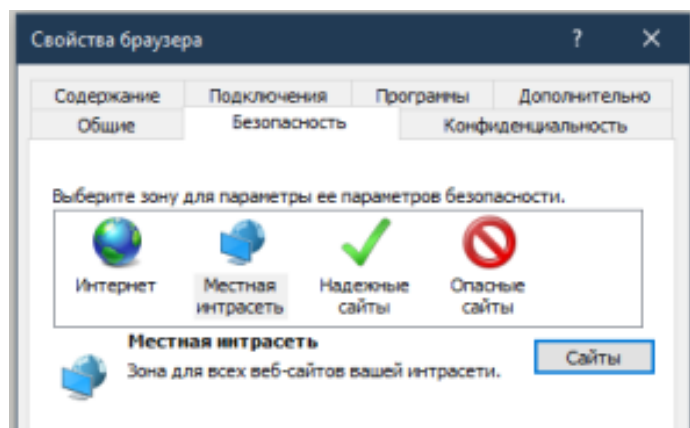 Свойства браузера ? ✕
Содержание Подключения Программы Дополнительно
Общие Безопасность Конфиденциальность
Выберите зону для параметры ее параметров безопасности.
Интернет Местная интрасеть Надежные сайты Опасные сайты
Местная интрасеть
Зона для всех веб-сайтов вашей интрасети.
Сайты